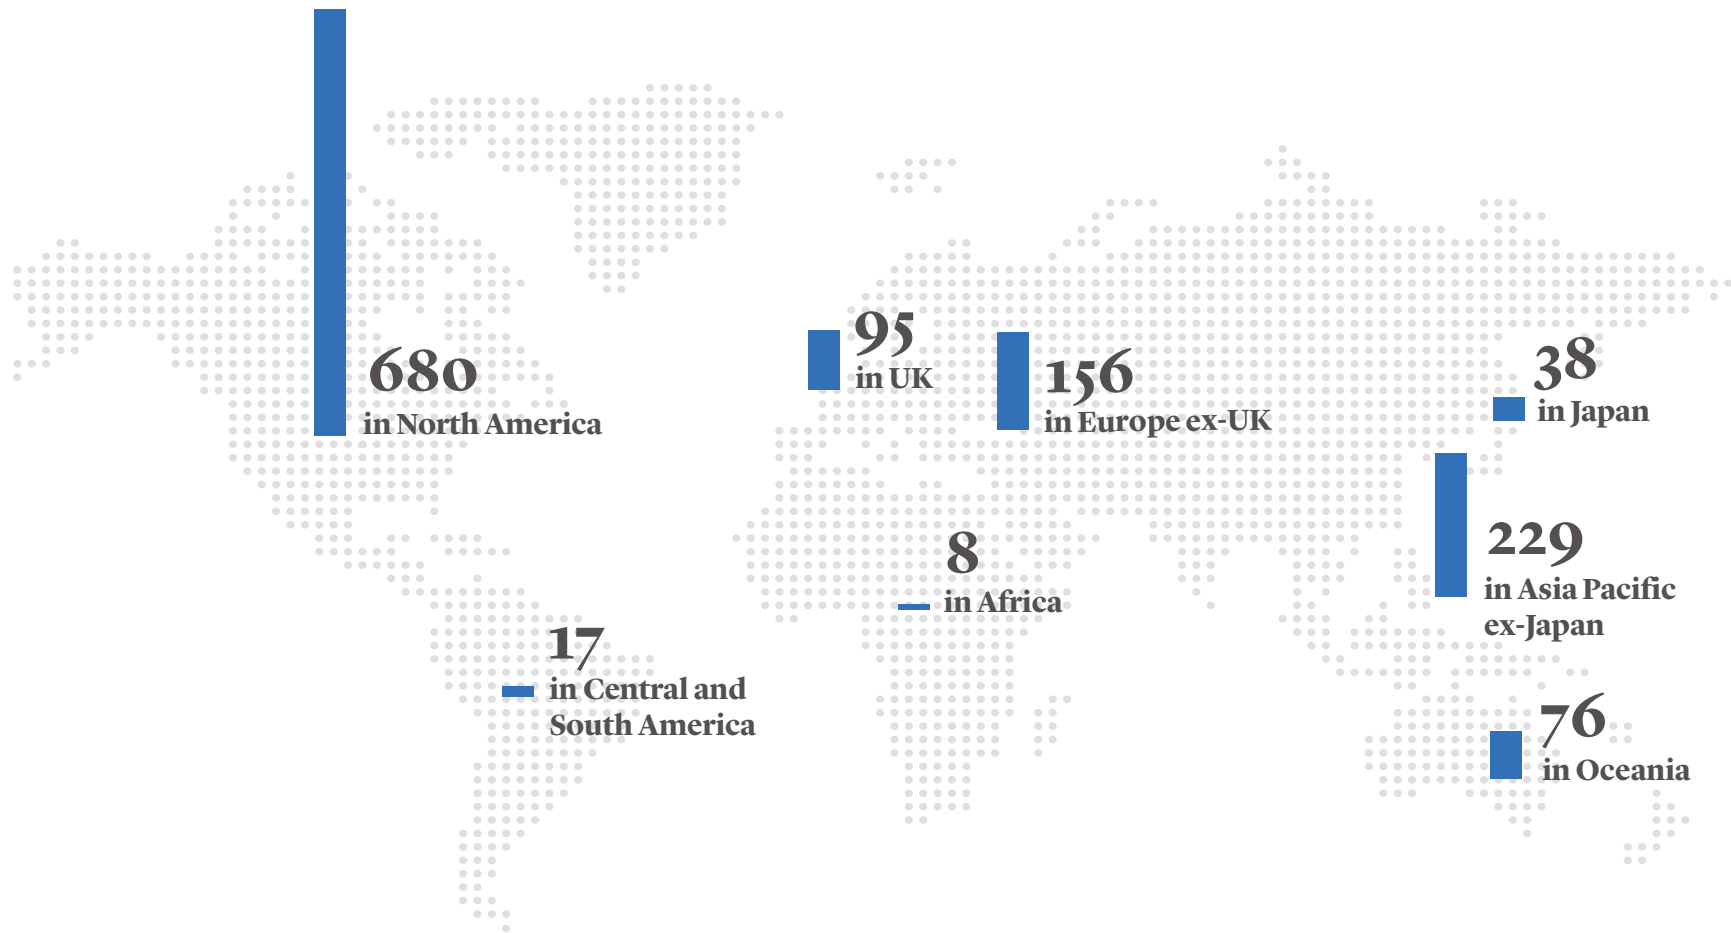 680
in North America
95
in UK
156
in Europe ex-UK
38
in Japan
229
in Asia Pacific
ex-Japan
8
in Africa
17
in Central and
South America
76
in Oceania